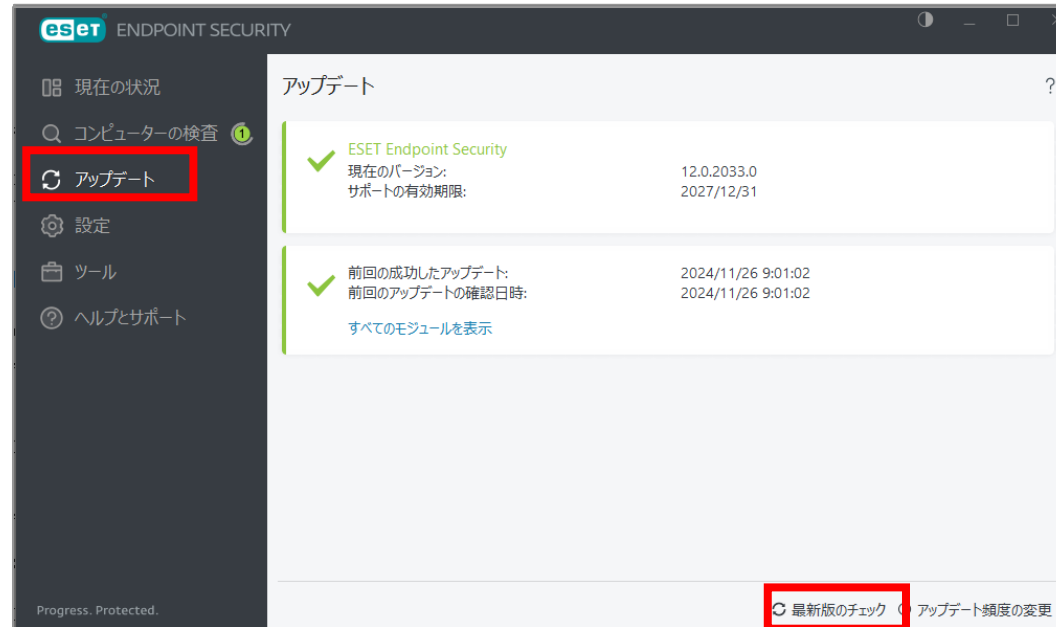 eset ENDPOINT SECURITY
現在の状況
コンピューターの検査 1
アップデート
設定
ツール
ヘルプとサポート
Progress. Protected.
アップデート
?
ESET Endpoint Security
現在のバージョン: 12.0.2033.0
サポートの有効期限: 2027/12/31
前回の成功したアップデート: 2024/11/26 9:01:02
前回のアップデートの確認日時: 2024/11/26 9:01:02
すべてのモジュールを表示
最新版のチェック アップデート頻度の変更